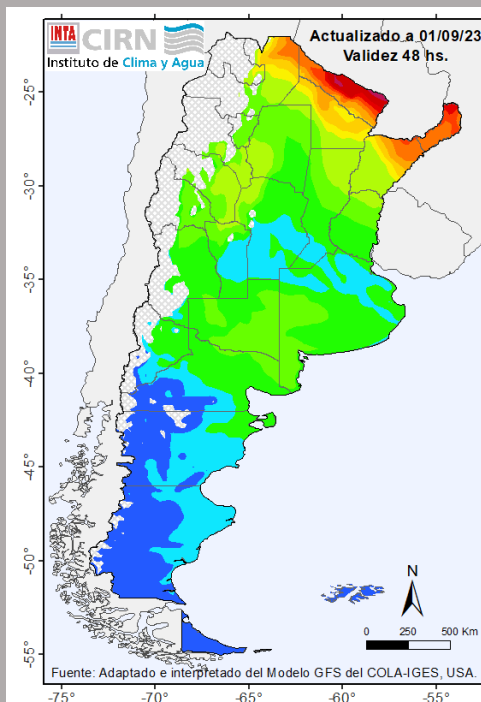 INTA CIRN
Instituto de Clima y Agua
Actualizado a 01/09/23
Validez 48 hs.
-25°
-30°
-35°
-40°
-45°
-50°
-55°
N
0 250 500 Km
Fuente: Adaptado e interpretado del Modelo GFS del COLA-IGES, USA.
-75° -70° -65° -60° -55°